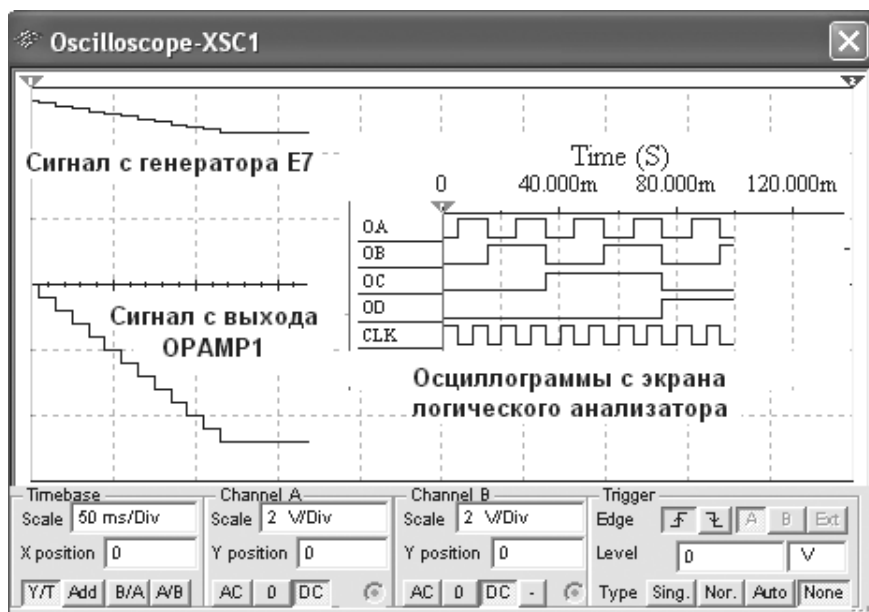 Oscilloscope-XSC1
1
2
Сигнал с генератора E7
Time (S)
0 40.000m 80.000m 120.000m
OA
OB
OC
OD
CLK
Сигнал с выхода
OPAMP1
Осциллограммы с экрана
логического анализатора
Timebase
Scale 50 ms/Div
X position 0
Y/T Add B/A A/B
Channel A
Scale 2 V/Div
Y position 0
AC 0 DC
Channel B
Scale 2 V/Div
Y position 0
AC 0 DC -
Trigger
Edge A B Ext
Level 0 V
Type Sing. Nor. Auto None